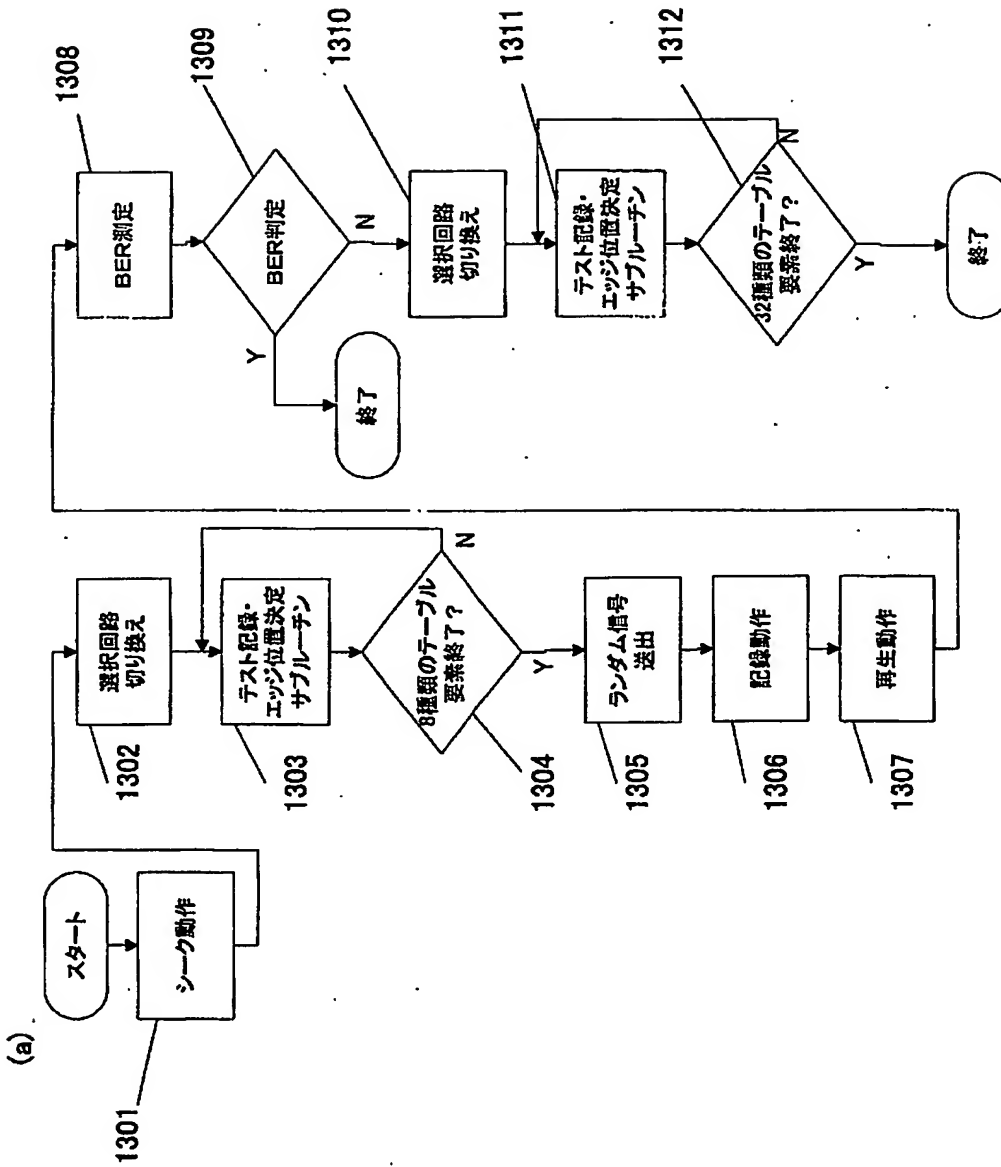 (a)
スタート
シーク動作
1301
選択回路
切り換え
1302
テスト記録・
エッジ位置決定
サブルーチン
1303
8種類のテーブル
要素終了?
1304
N
Y
ランダム信号
送出
1305
記録動作
1306
再生動作
1307
BER測定
1308
BER判定
1309
Y
終了
N
選択回路
切り換え
1310
テスト記録・
エッジ位置決定
サブルーチン
1311
32種類のテーブル
要素終了?
1312
N
Y
終了